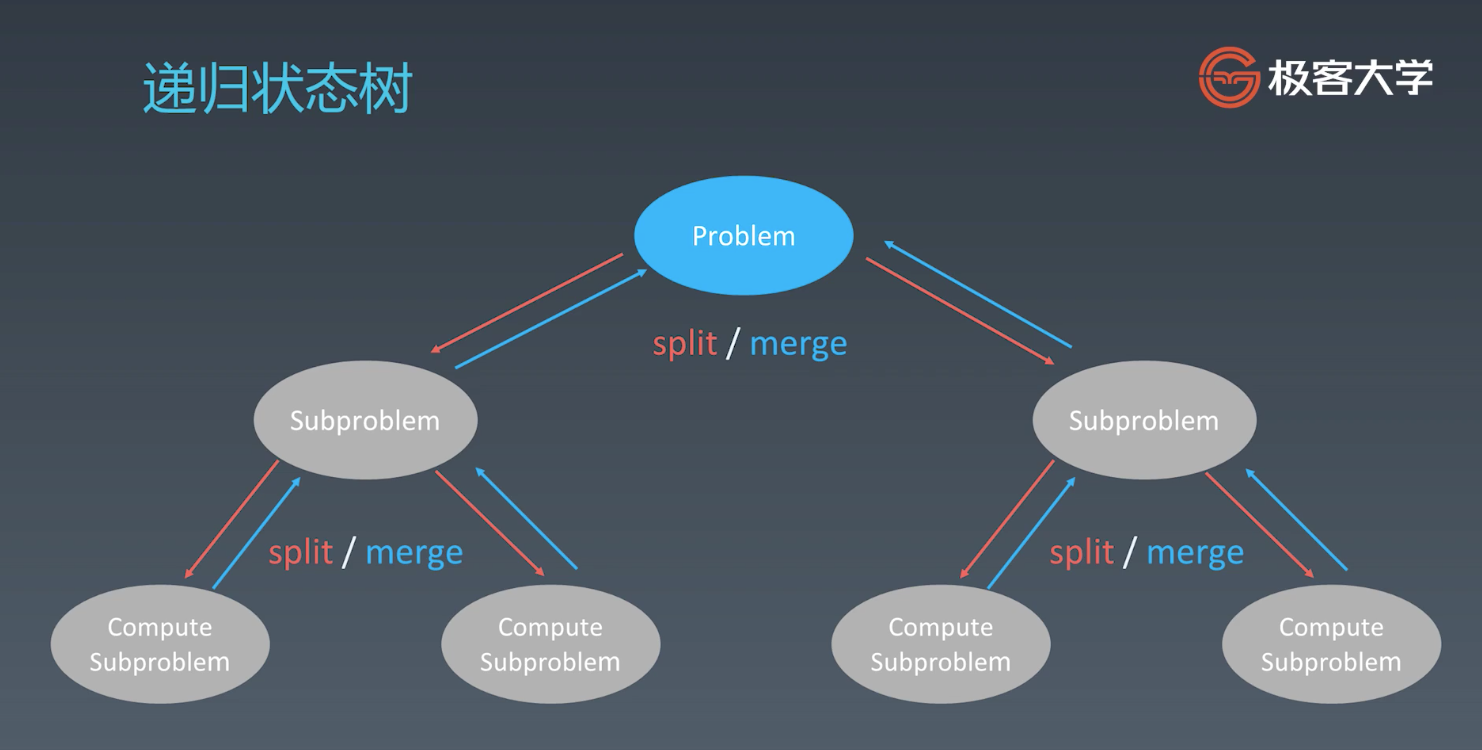 递归状态树
极客大学
Problem
split / merge
Subproblem
Subproblem
split / merge
split / merge
Compute
Subproblem
Compute
Subproblem
Compute
Subproblem
Compute
Subproblem